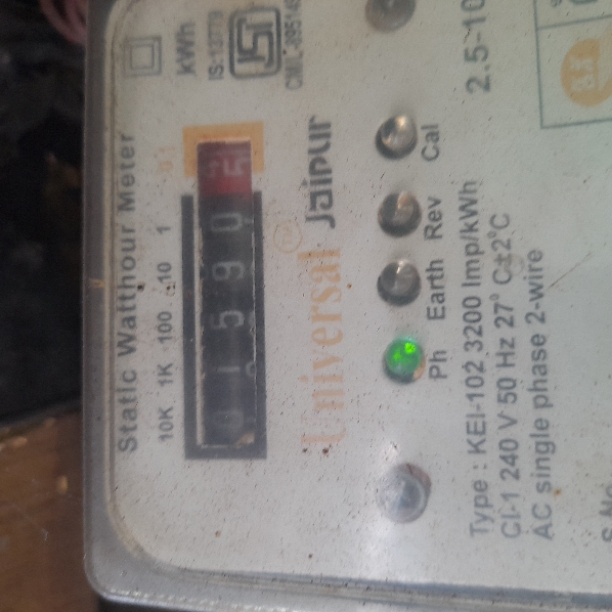 Static Watthour Meter
kWh
10K 1K 100 10 1
0 1 5 9 0
IS:13779
ISI
Universal
Jaipur
Ph Earth Rev Cal
Type : KEI-102 3200 Imp/kWh
2.5-10
Cl-1 240 V 50 Hz 27° C±2°C
AC single phase 2-wire